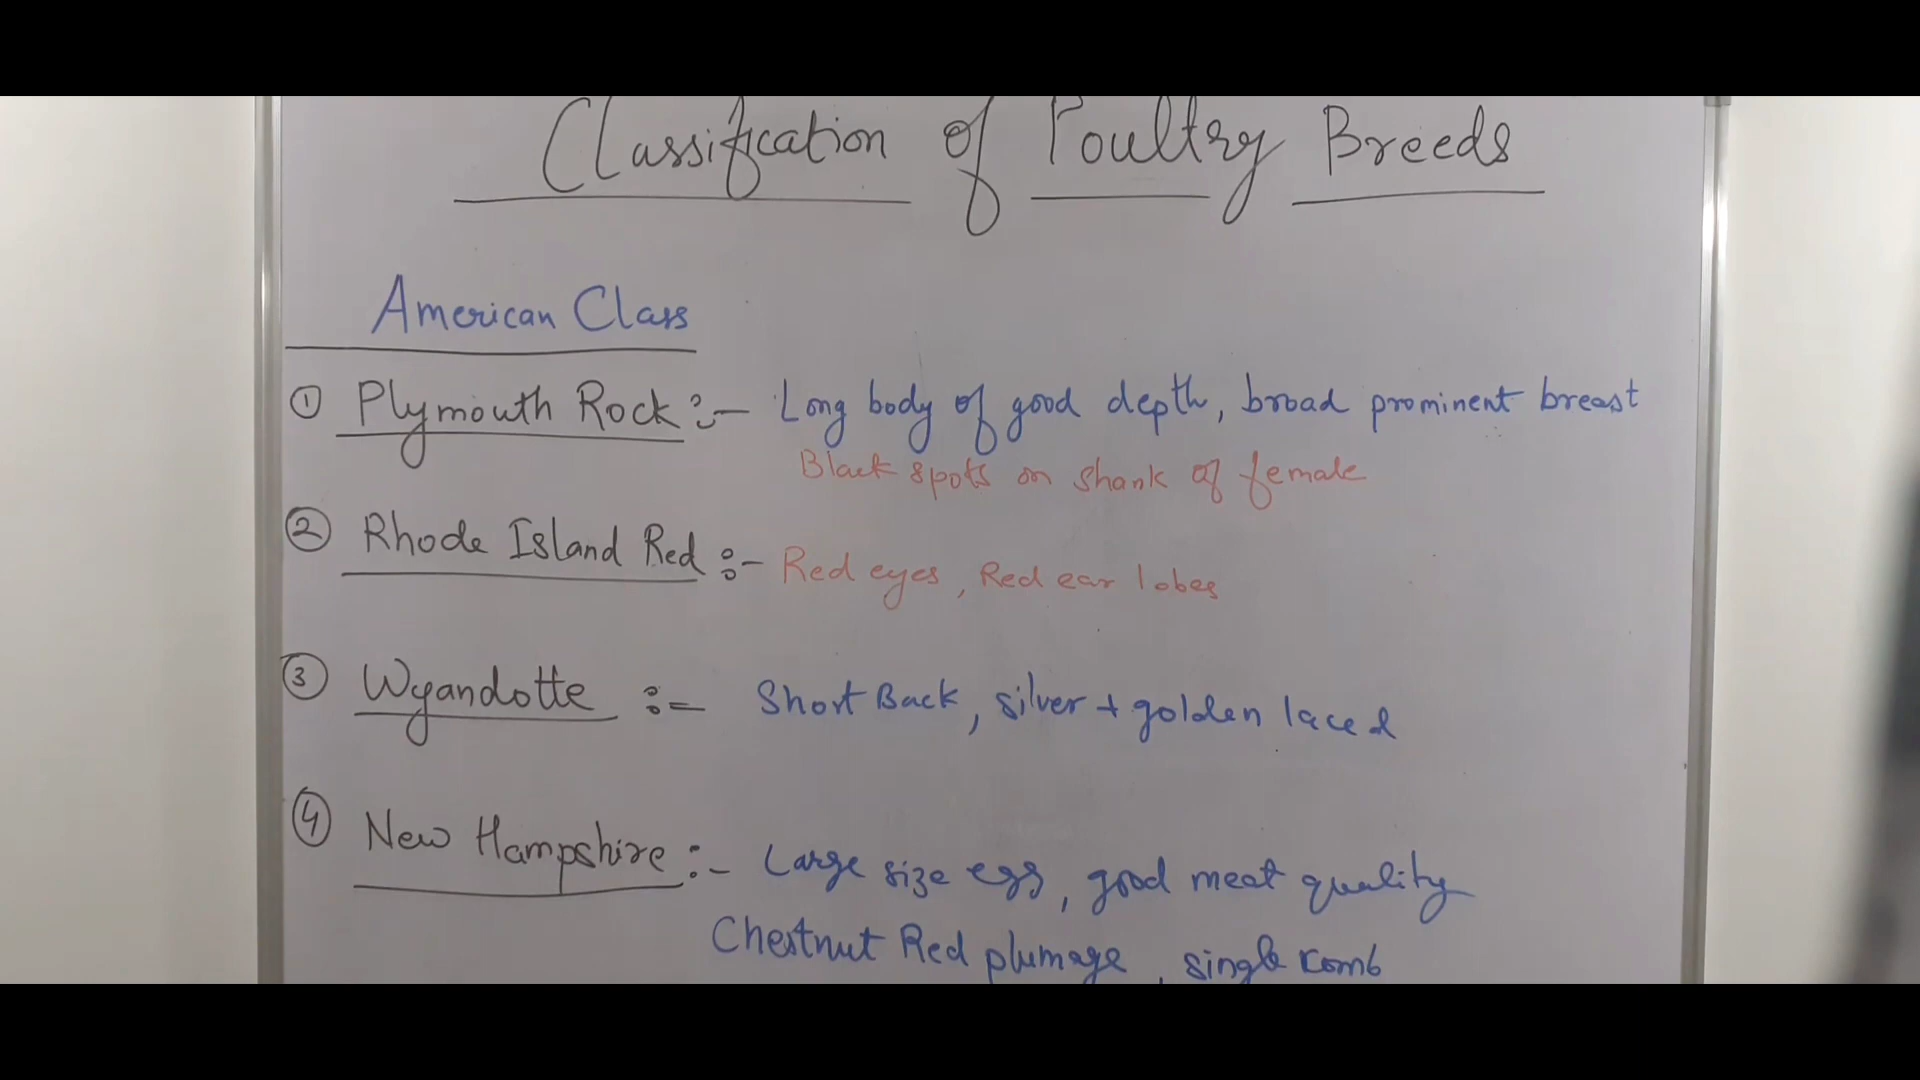 Classification of Poultry Breeds
American Class
① Plymouth Rock :- Long body of good depth, broad prominent breast
Black spots on shank of female
② Rhode Island Red :- Red eyes, Red ear lobes
③ Wyandotte :- Short Back, silver + golden laced
④ New Hampshire :- Large size egg, good meat quality
Chestnut Red plumage, single comb